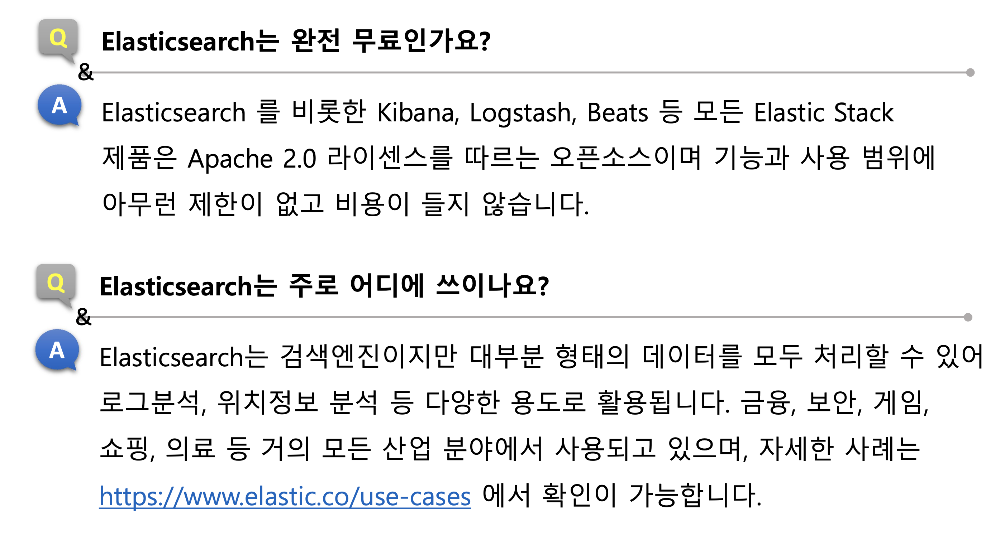 Q
Elasticsearch는 완전 무료인가요?
&
A
Elasticsearch 를 비롯한 Kibana, Logstash, Beats 등 모든 Elastic Stack
제품은 Apache 2.0 라이센스를 따르는 오픈소스이며 기능과 사용 범위에
아무런 제한이 없고 비용이 들지 않습니다.
Q
Elasticsearch는 주로 어디에 쓰이나요?
&
A
Elasticsearch는 검색엔진이지만 대부분 형태의 데이터를 모두 처리할 수 있어
로그분석, 위치정보 분석 등 다양한 용도로 활용됩니다. 금융, 보안, 게임,
쇼핑, 의료 등 거의 모든 산업 분야에서 사용되고 있으며, 자세한 사례는
https://www.elastic.co/use-cases 에서 확인이 가능합니다.